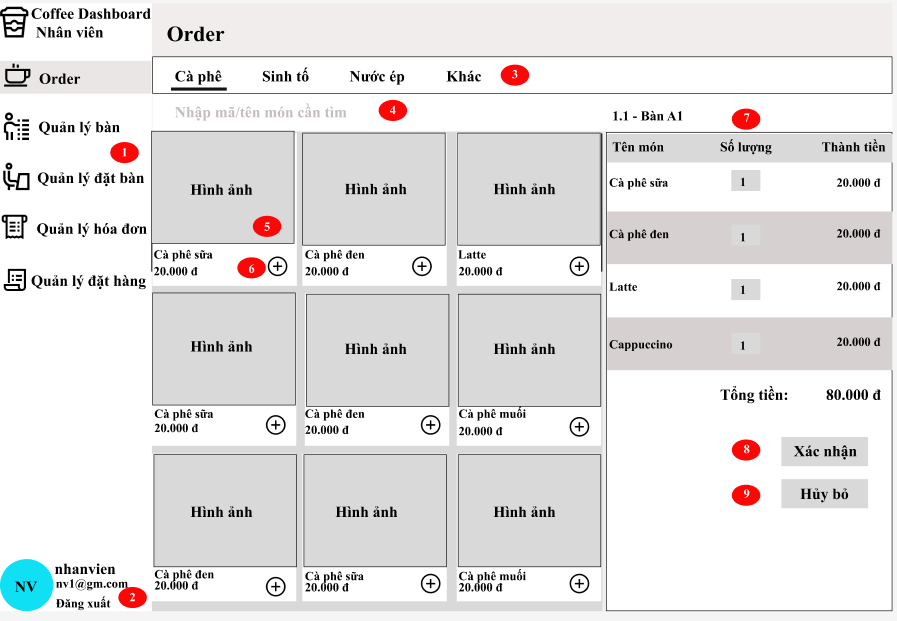 Coffee Dashboard
Nhân viên
Order
Quản lý bàn
1
Quản lý đặt bàn
Quản lý hóa đơn
Quản lý đặt hàng
NV
nhanvien
nv1@gm.com
Đăng xuất
2
Order
Cà phê
Sinh tố
Nước ép
Khác
3
Nhập mã/tên món cần tìm
4
Hình ảnh
Hình ảnh
Hình ảnh
5
Cà phê sữa
20.000 đ
6
Cà phê đen
20.000 đ
Latte
20.000 đ
Hình ảnh
Hình ảnh
Hình ảnh
Cà phê sữa
20.000 đ
Cà phê đen
20.000 đ
Cà phê muối
20.000 đ
Hình ảnh
Hình ảnh
Hình ảnh
Cà phê đen
20.000 đ
Cà phê sữa
20.000 đ
Cà phê muối
20.000 đ
1.1 - Bàn A1
7
Tên món Số lượng Thành tiền
Cà phê sữa 1 20.000 đ
Cà phê đen 1 20.000 đ
Latte 1 20.000 đ
Cappuccino 1 20.000 đ
Tổng tiền: 80.000 đ
8 Xác nhận
9 Hủy bỏ